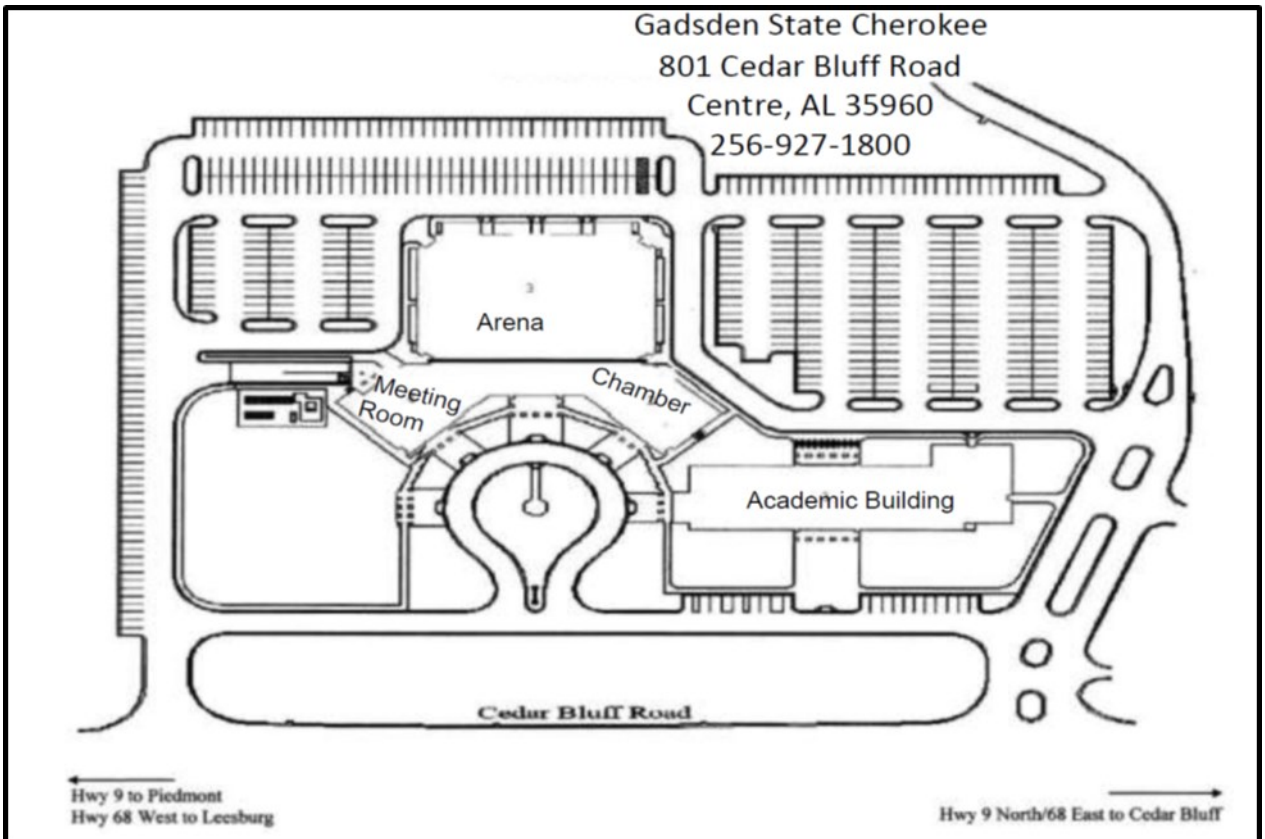 Gadsden State Cherokee
801 Cedar Bluff Road
Centre, AL 35960
256-927-1800
3
Arena
Meeting
Room
Chamber
Academic Building
Cedar Bluff Road
Hwy 9 to Piedmont
Hwy 68 West to Leesburg
Hwy 9 North/68 East to Cedar Bluff